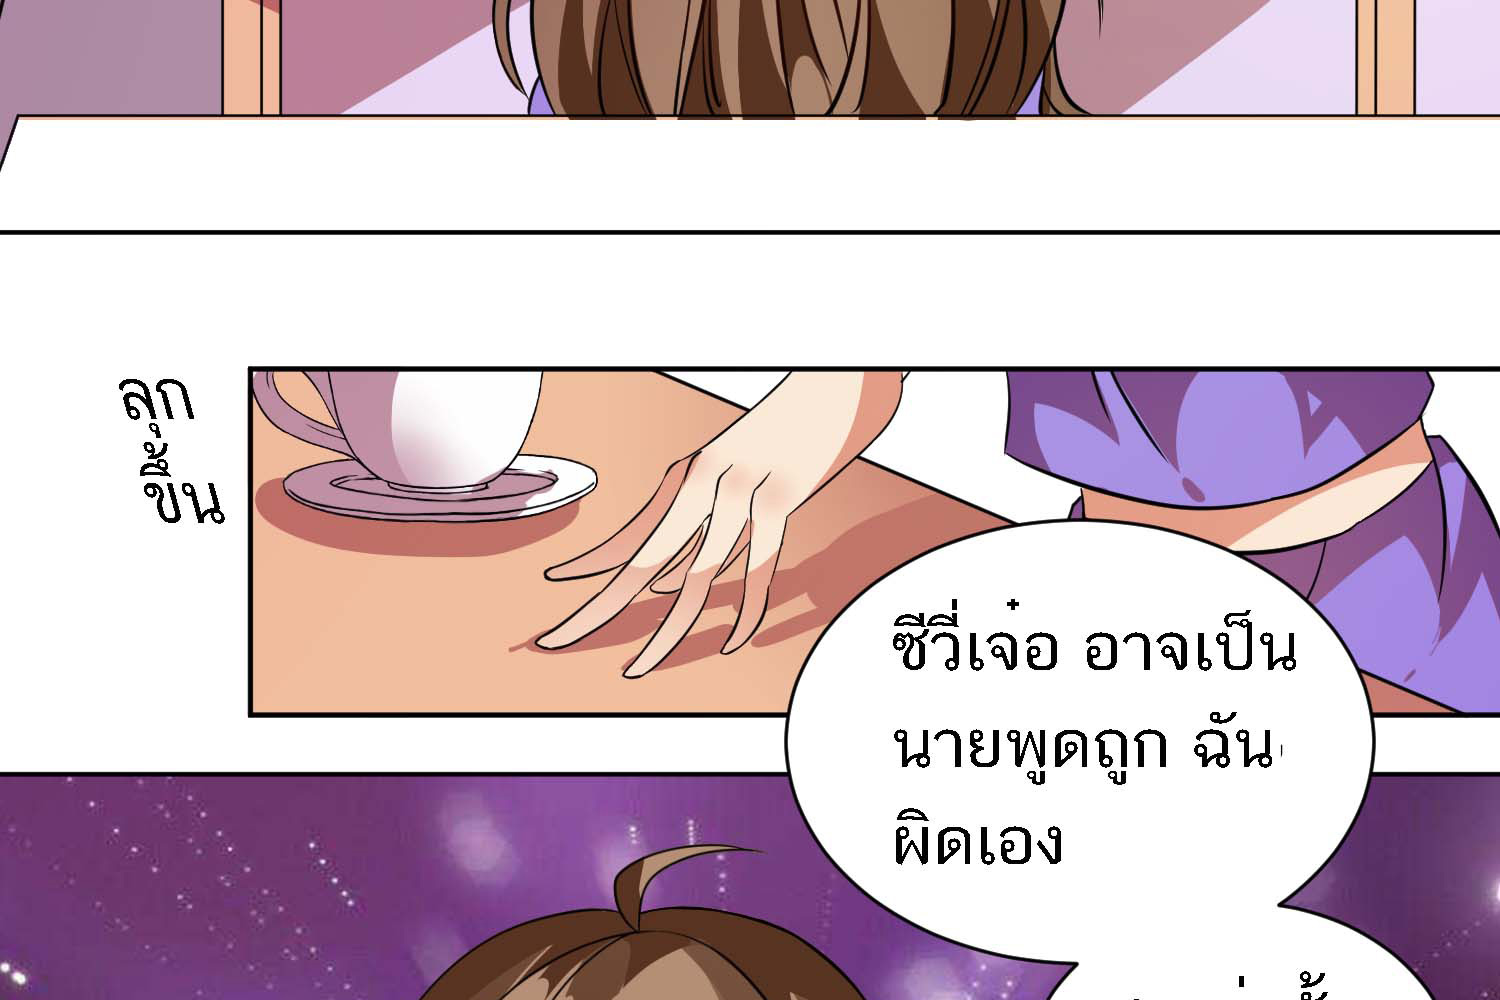 ลุก
ขึ้น
ซีวี่เจ๋อ อาจเป็น
นายพูดถูก ฉัน
ผิดเอง